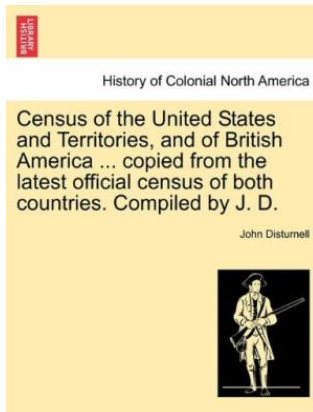 BRITISH
LIBRARY
History of Colonial North America
Census of the United States
and Territories, and of British
America ... copied from the
latest official census of both
countries. Compiled by J. D.
John Disturnell